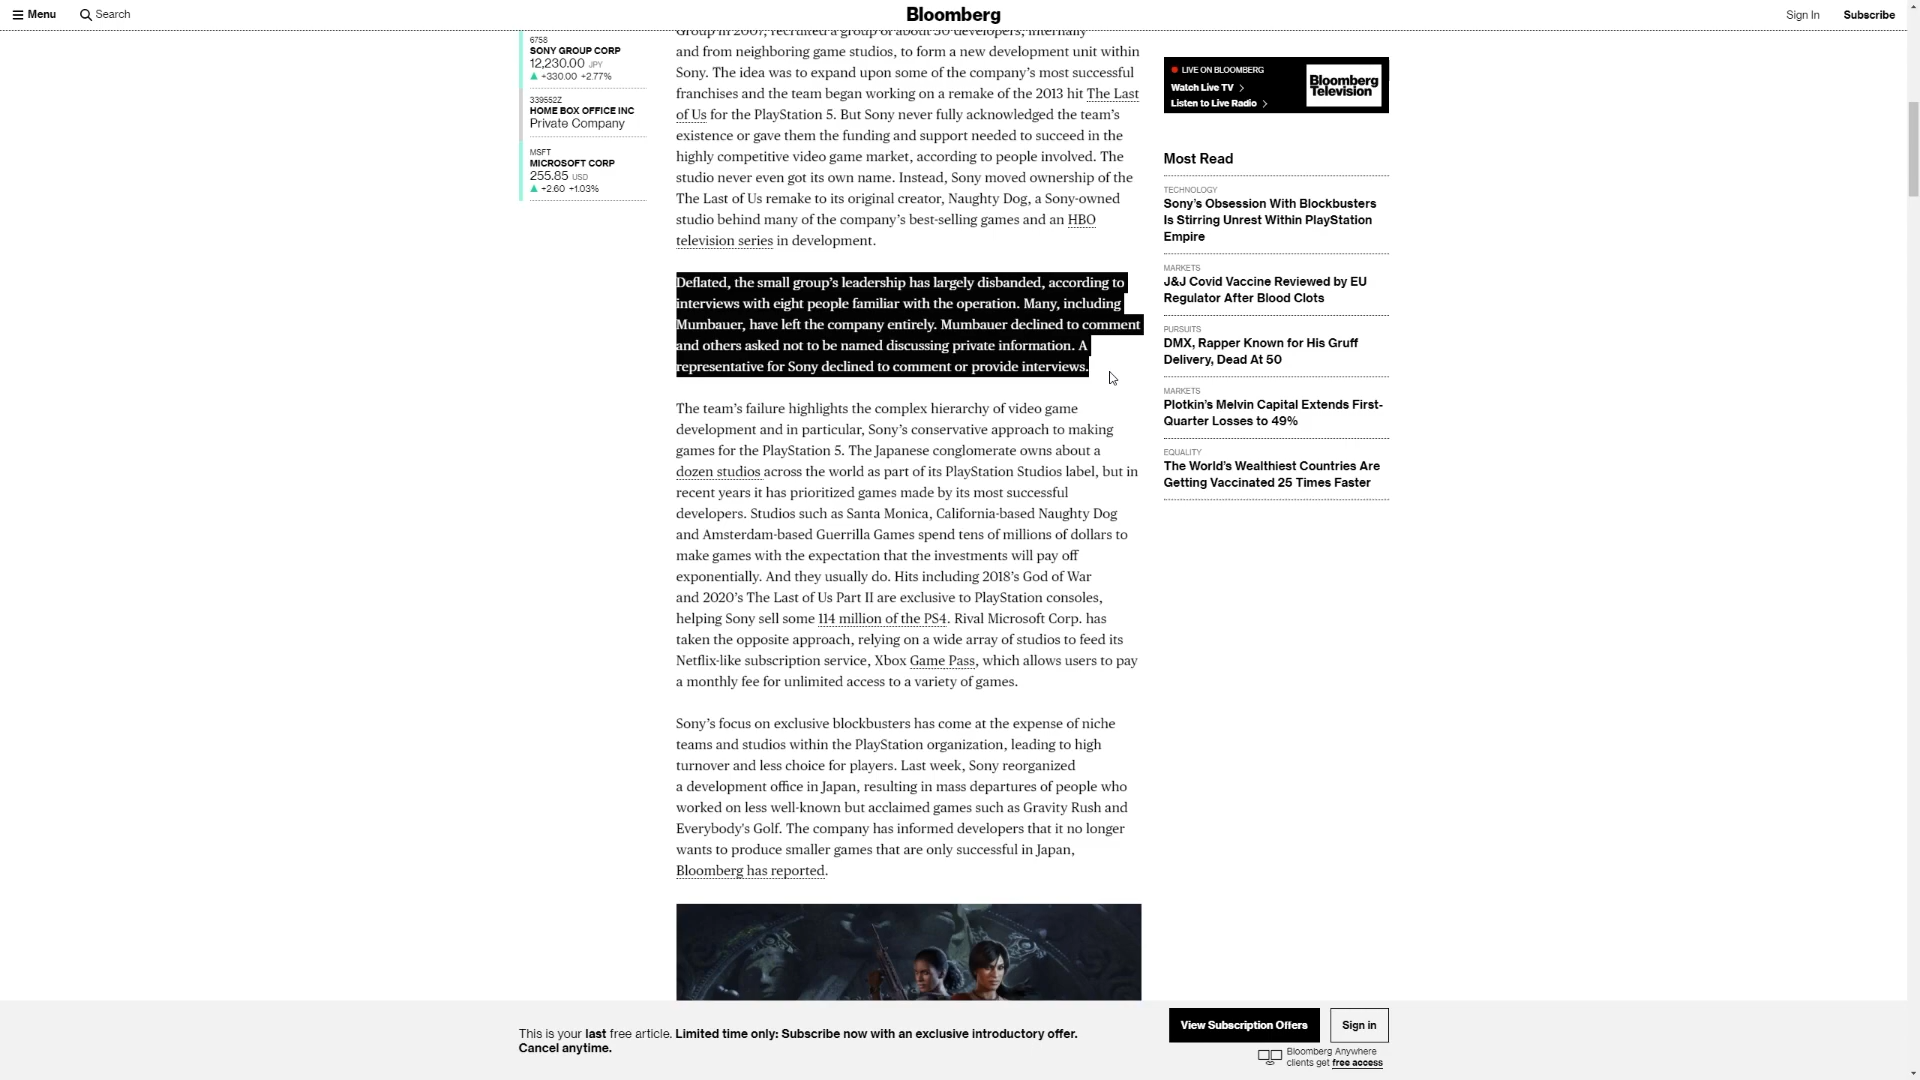 Menu
Search
Bloomberg
Sign In
Subscribe
6758
SONY GROUP CORP
12,230.00 JPY
▲ +330.00 +2.77%
339552Z
HOME BOX OFFICE INC
Private Company
MSFT
MICROSOFT CORP
255.85 USD
▲ +2.60 +1.03%
Group in 2007, recruited a group of about 30 developers, internally
and from neighboring game studios, to form a new development unit within
Sony. The idea was to expand upon some of the company’s most successful
franchises and the team began working on a remake of the 2013 hit The Last
of Us for the PlayStation 5. But Sony never fully acknowledged the team’s
existence or gave them the funding and support needed to succeed in the
highly competitive video game market, according to people involved. The
studio never even got its own name. Instead, Sony moved ownership of the
The Last of Us remake to its original creator, Naughty Dog, a Sony-owned
studio behind many of the company’s best-selling games and an HBO
television series in development.
Deflated, the small group’s leadership has largely disbanded, according to
interviews with eight people familiar with the operation. Many, including
Mumbauer, have left the company entirely. Mumbauer declined to comment
and others asked not to be named discussing private information. A
representative for Sony declined to comment or provide interviews.
The team’s failure highlights the complex hierarchy of video game
development and in particular, Sony’s conservative approach to making
games for the PlayStation 5. The Japanese conglomerate owns about a
dozen studios across the world as part of its PlayStation Studios label, but in
recent years it has prioritized games made by its most successful
developers. Studios such as Santa Monica, California-based Naughty Dog
and Amsterdam-based Guerrilla Games spend tens of millions of dollars to
make games with the expectation that the investments will pay off
exponentially. And they usually do. Hits including 2018’s God of War
and 2020’s The Last of Us Part II are exclusive to PlayStation consoles,
helping Sony sell some 114 million of the PS4. Rival Microsoft Corp. has
taken the opposite approach, relying on a wide array of studios to feed its
Netflix-like subscription service, Xbox Game Pass, which allows users to pay
a monthly fee for unlimited access to a variety of games.
Sony’s focus on exclusive blockbusters has come at the expense of niche
teams and studios within the PlayStation organization, leading to high
turnover and less choice for players. Last week, Sony reorganized
a development office in Japan, resulting in mass departures of people who
worked on less well-known but acclaimed games such as Gravity Rush and
Everybody's Golf. The company has informed developers that it no longer
wants to produce smaller games that are only successful in Japan,
Bloomberg has reported.
LIVE ON BLOOMBERG
Watch Live TV
Listen to Live Radio
Bloomberg
Television
Most Read
TECHNOLOGY
Sony’s Obsession With Blockbusters
Is Stirring Unrest Within PlayStation
Empire
MARKETS
J&J Covid Vaccine Reviewed by EU
Regulator After Blood Clots
PURSUITS
DMX, Rapper Known for His Gruff
Delivery, Dead At 50
MARKETS
Plotkin’s Melvin Capital Extends First-
Quarter Losses to 49%
EQUALITY
The World’s Wealthiest Countries Are
Getting Vaccinated 25 Times Faster
This is your last free article. Limited time only: Subscribe now with an exclusive introductory offer.
Cancel anytime.
View Subscription Offers
Sign in
Bloomberg Anywhere
clients get free access